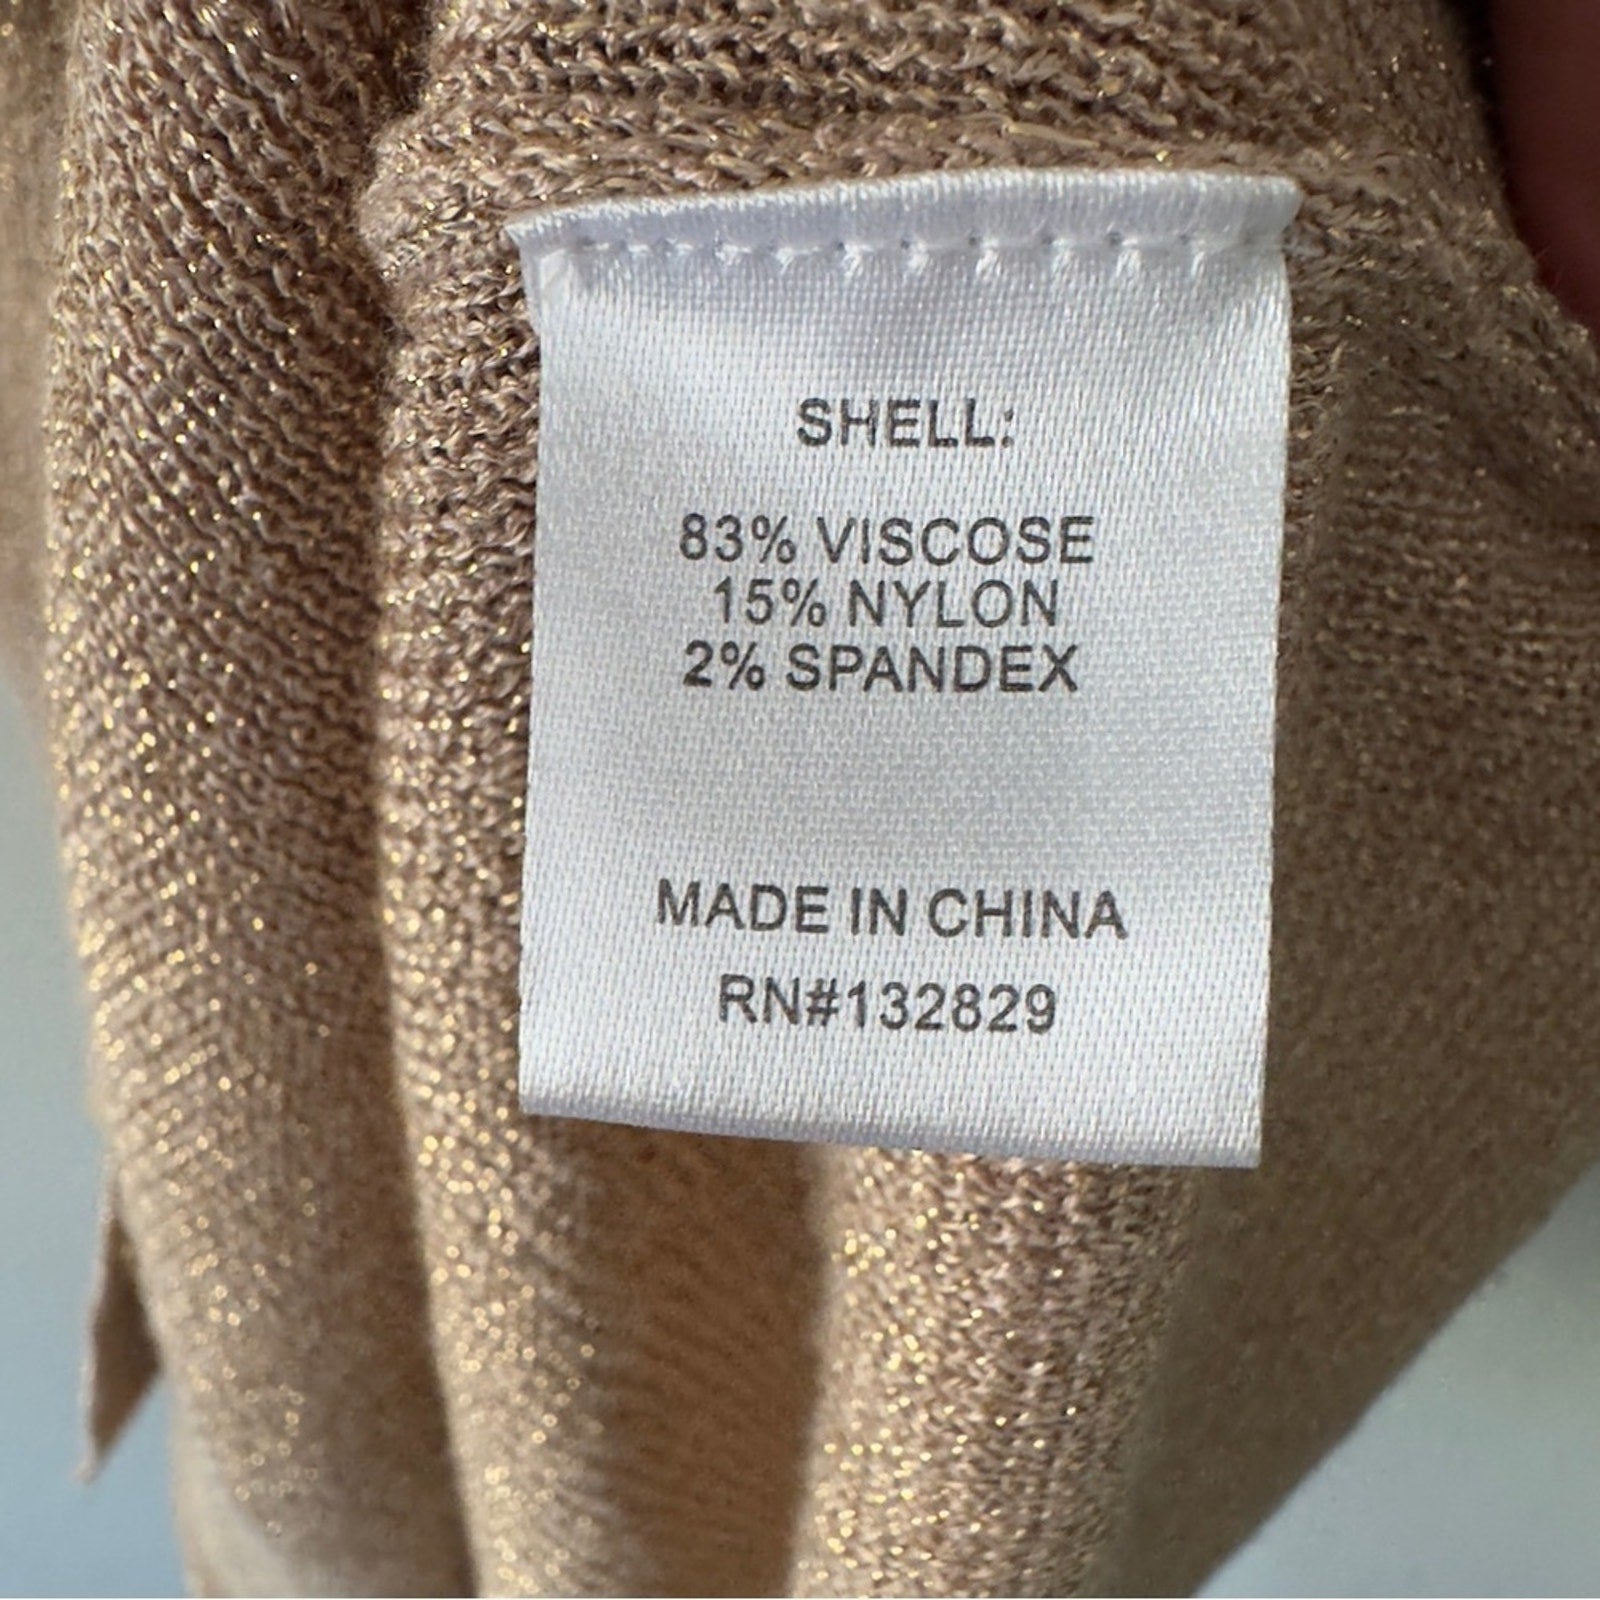 SHELL:
83% VISCOSE
15% NYLON
2% SPANDEX
MADE IN CHINA
RN#132829